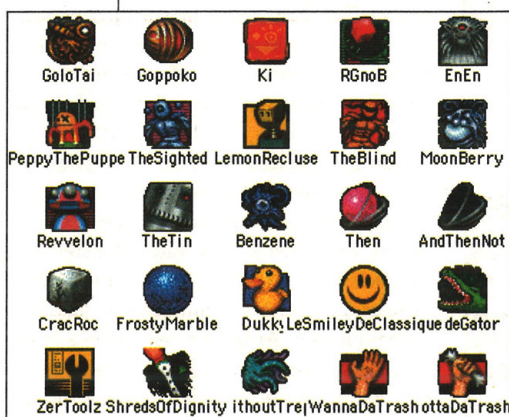 GoloTai Goppoko Ki RGnoB EnEn
PeppyThePuppe TheSighted LemonRecluse TheBlind MoonBerry
Revvelon TheTin Benzene Then AndThenNot
CracRoc FrostyMarble Dukky LeSmileyDeClassique deGator
ZerToolz ShredsOfDignity ithoutTre WannaDaTrash ottaDaTrash